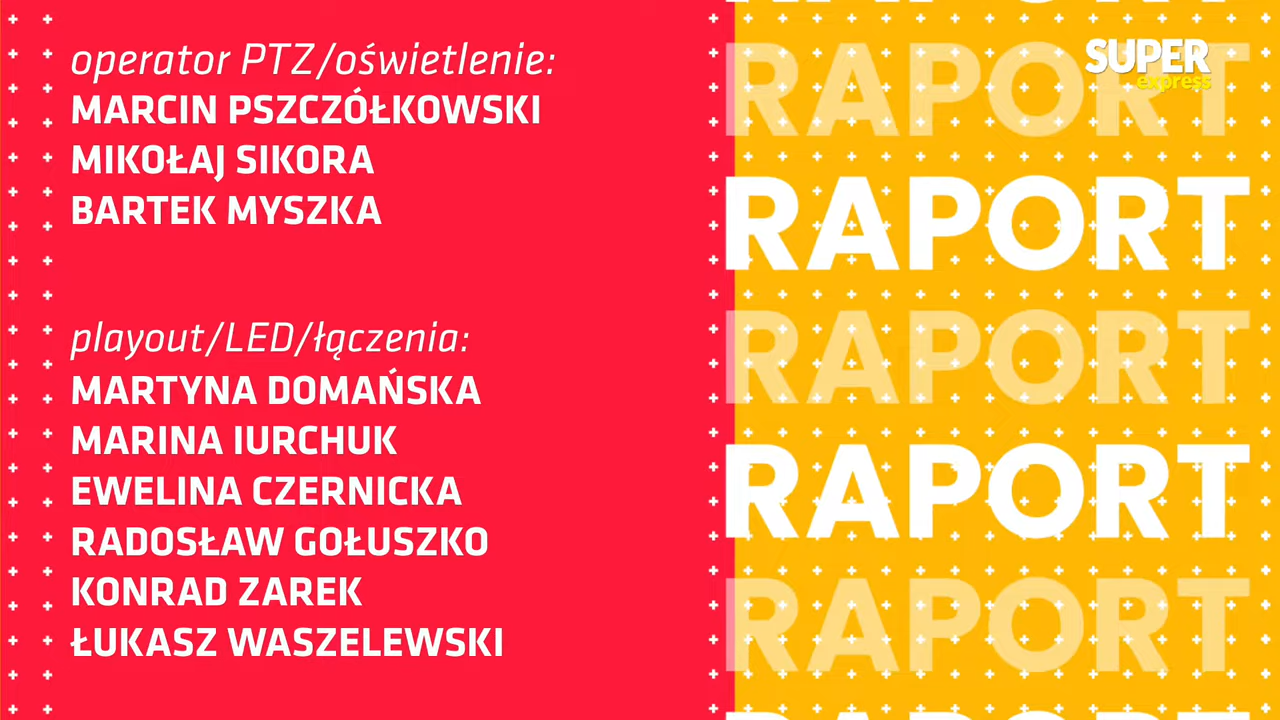 operator PTZ/oświetlenie:
MARCIN PSZCZÓŁKOWSKI
MIKOŁAJ SIKORA
BARTEK MYSZKA
playout/LED/łączenia:
MARTYNA DOMAŃSKA
MARINA IURCHUK
EWELINA CZERNICKA
RADOSŁAW GOŁUSZKO
KONRAD ZAREK
ŁUKASZ WASZELEWSKI
SUPER
express
RAPORT
RAPORT
RAPORT
RAPORT
RAPORT